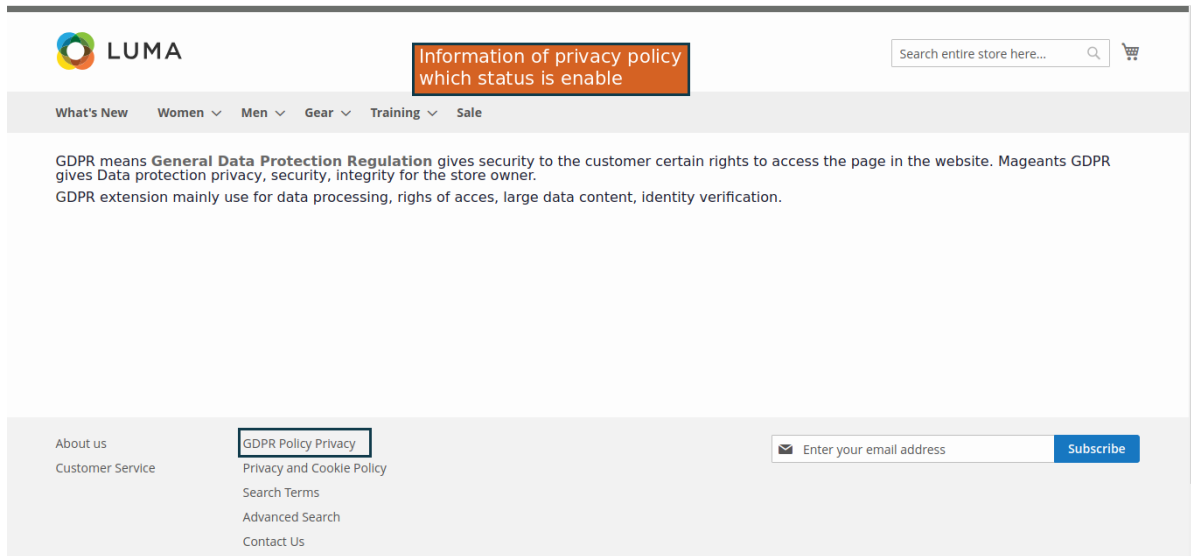 LUMA
Information of privacy policy
which status is enable
Search entire store here...
What's New Women Men Gear Training Sale
GDPR means General Data Protection Regulation gives security to the customer certain rights to access the page in the website. Mageants GDPR
gives Data protection privacy, security, integrity for the store owner.
GDPR extension mainly use for data processing, righs of acces, large data content, identity verification.
About us
Customer Service
GDPR Policy Privacy
Privacy and Cookie Policy
Search Terms
Advanced Search
Contact Us
Enter your email address
Subscribe